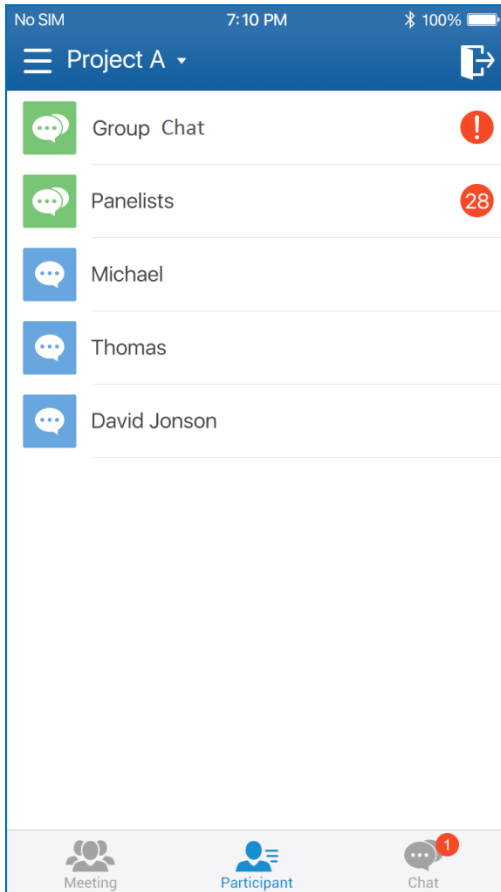 No SIM 7:10 PM 100%
Project A
Group Chat !
Panelists 28
Michael
Thomas
David Jonson
1
Meeting Participant Chat